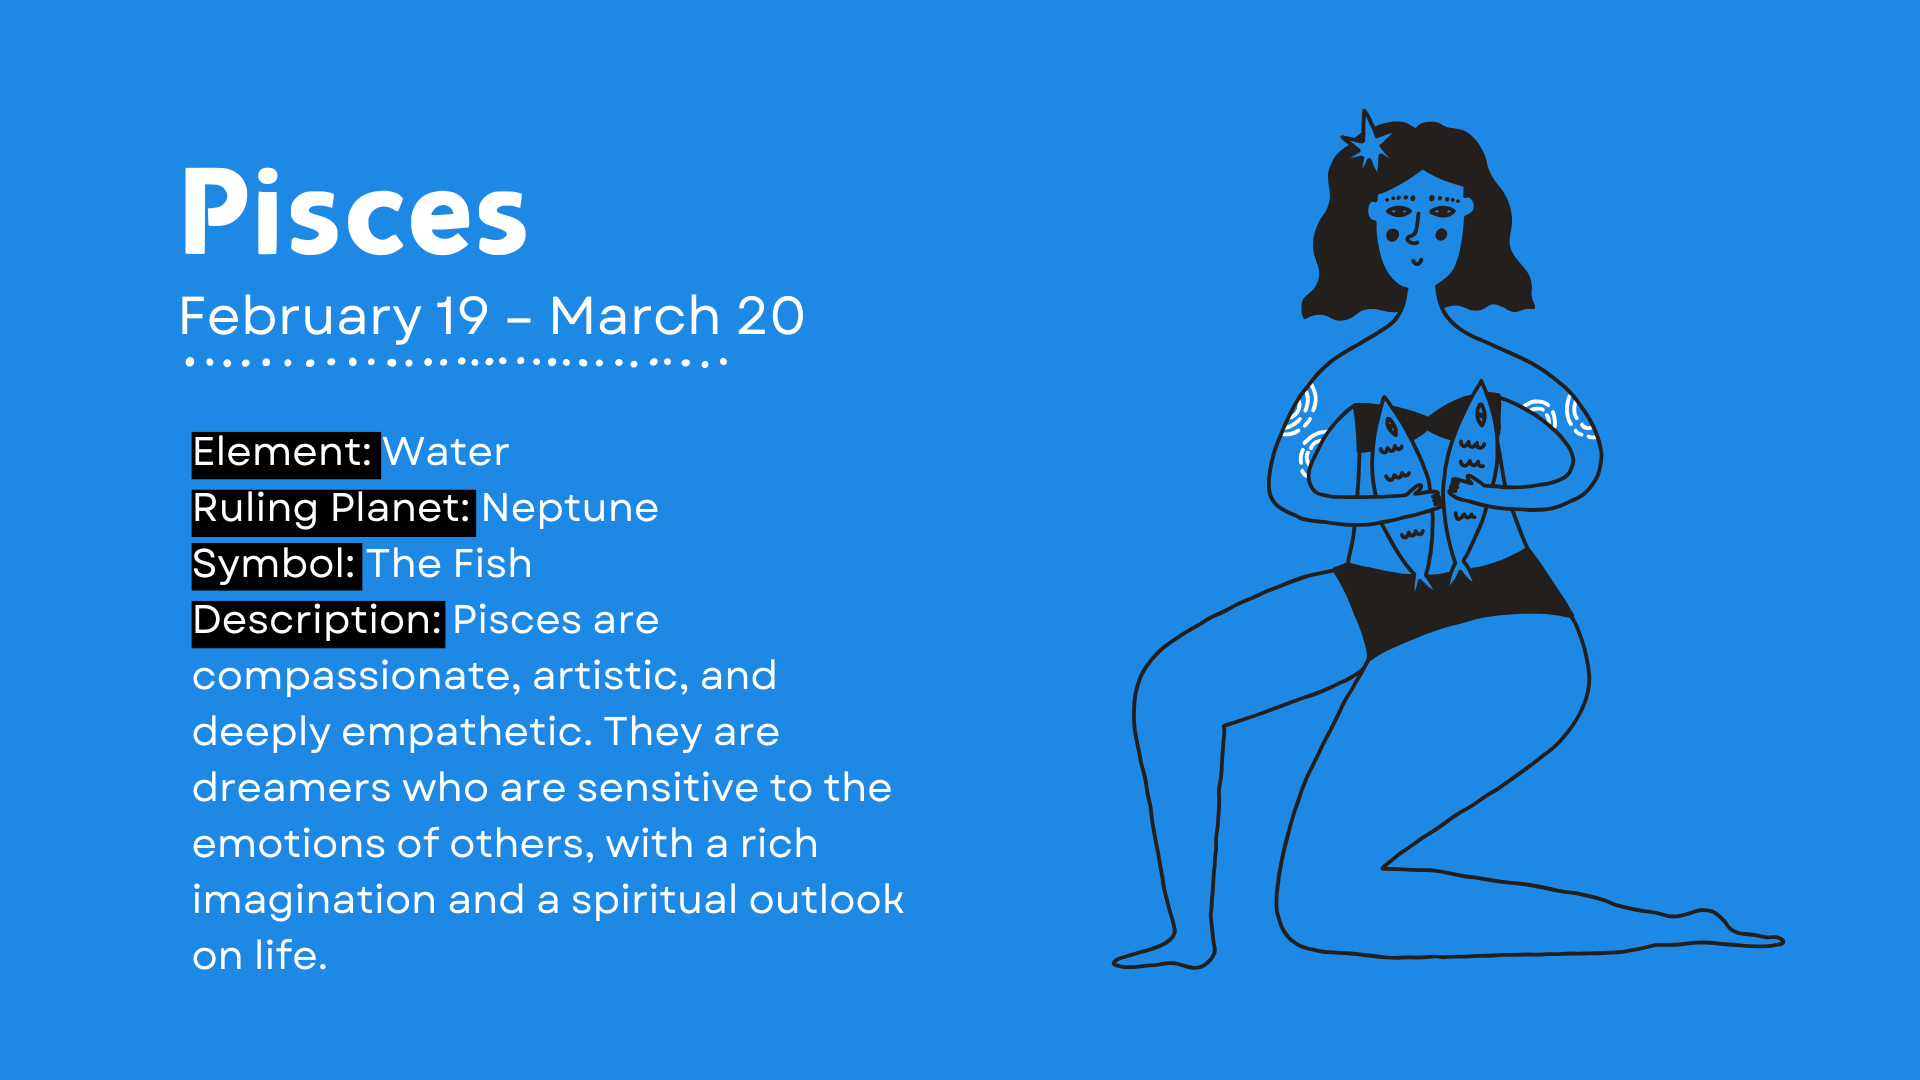 Pisces
February 19 – March 20
Element: Water
Ruling Planet: Neptune
Symbol: The Fish
Description: Pisces are
compassionate, artistic, and
deeply empathetic. They are
dreamers who are sensitive to the
emotions of others, with a rich
imagination and a spiritual outlook
on life.